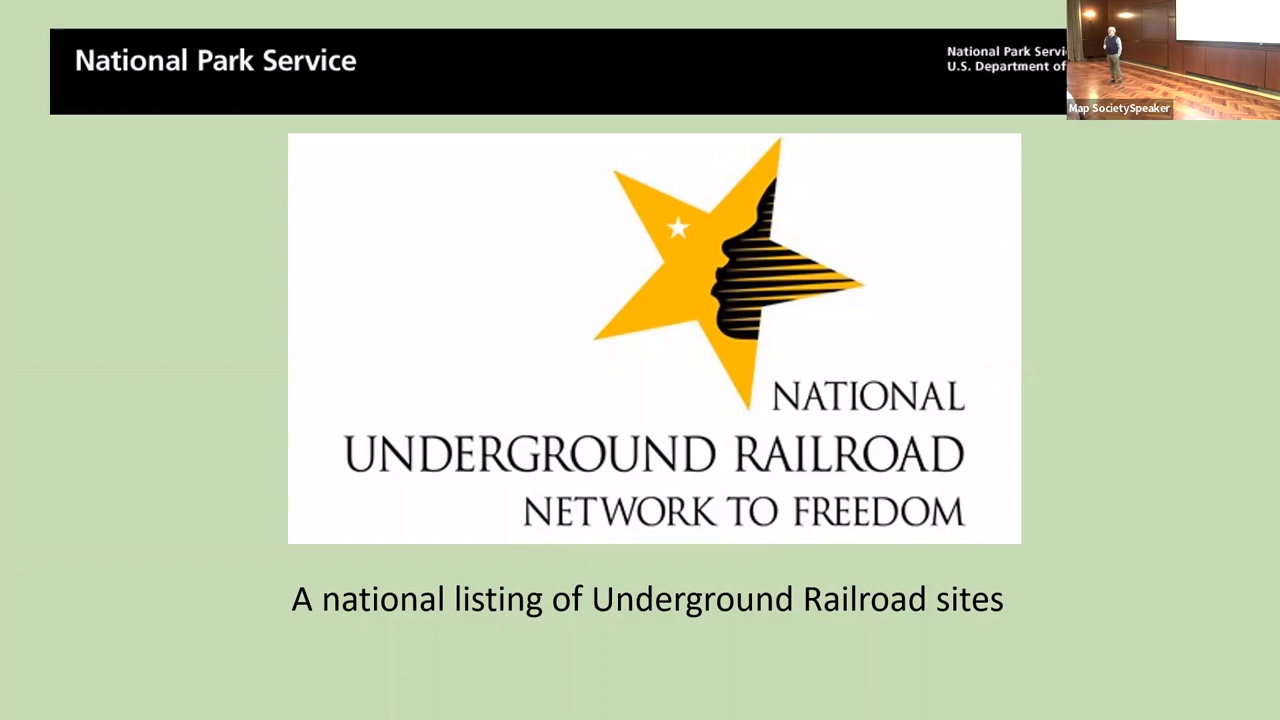 National Park Service
National Park
U.S. Department of
Map SocietySpeaker
NATIONAL
UNDERGROUND RAILROAD
NETWORK TO FREEDOM
A national listing of Underground Railroad sites